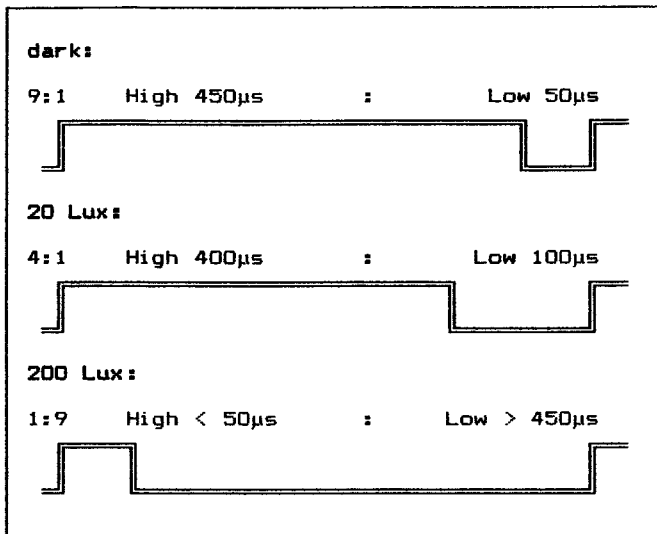 dark:
9:1 High 450µs : Low 50µs
20 Lux:
4:1 High 400µs : Low 100µs
200 Lux:
1:9 High < 50µs : Low > 450µs